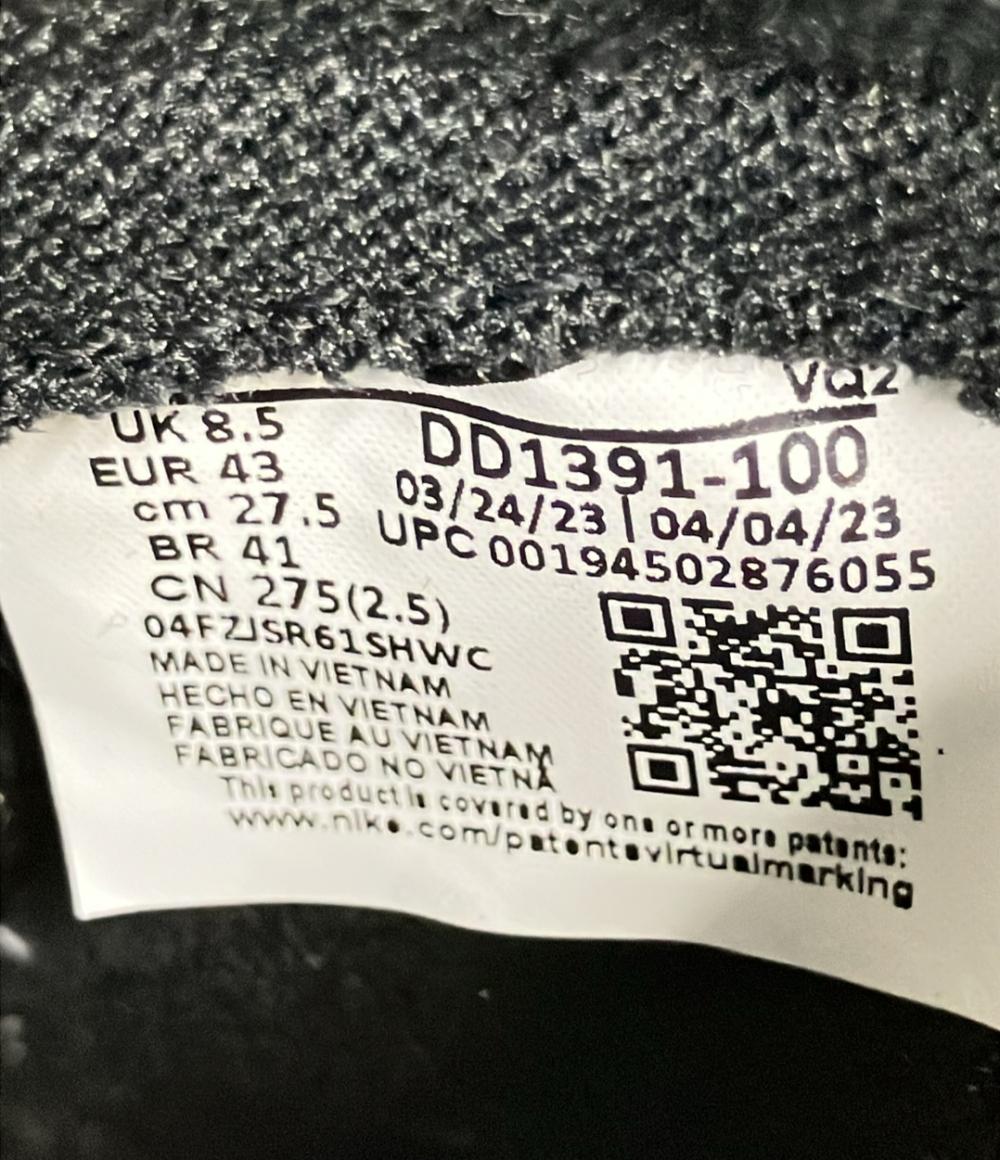 VQ2
UK 8.5
EUR 43
cm 27.5
BR 41
CN 275(2.5)
04FZJSR61SHWC
MADE IN VIETNAM
HECHO EN VIETNAM
FABRIQUE AU VIETNAM
FABRICADO NO VIETNÃ
DD1391-100
03/24/23 | 04/04/23
UPC 00194502876055
This product is covered by one or more patents:
www.nike.com/patentsvirtualmarking